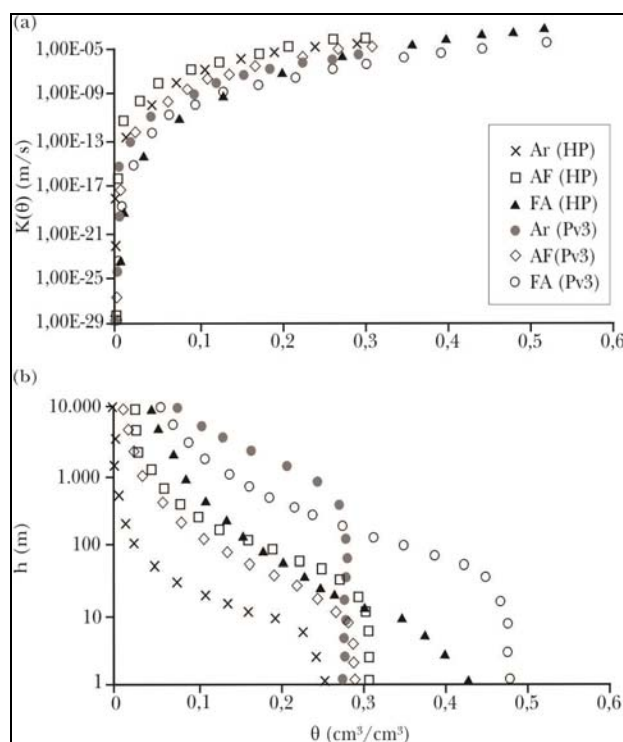 (a)
K(θ) (m/s)
1,00E-05
1,00E-09
1,00E-13
1,00E-17
1,00E-21
1,00E-25
1,00E-29
0 0,1 0,2 0,3 0,4 0,5 0,6
Ar (HP)
AF (HP)
FA (HP)
Ar (Pv3)
AF(Pv3)
FA (Pv3)
(b)
h (m)
10.000
1.000
100
10
1
0 0,1 0,2 0,3 0,4 0,5 0,6
θ (cm³/cm³)